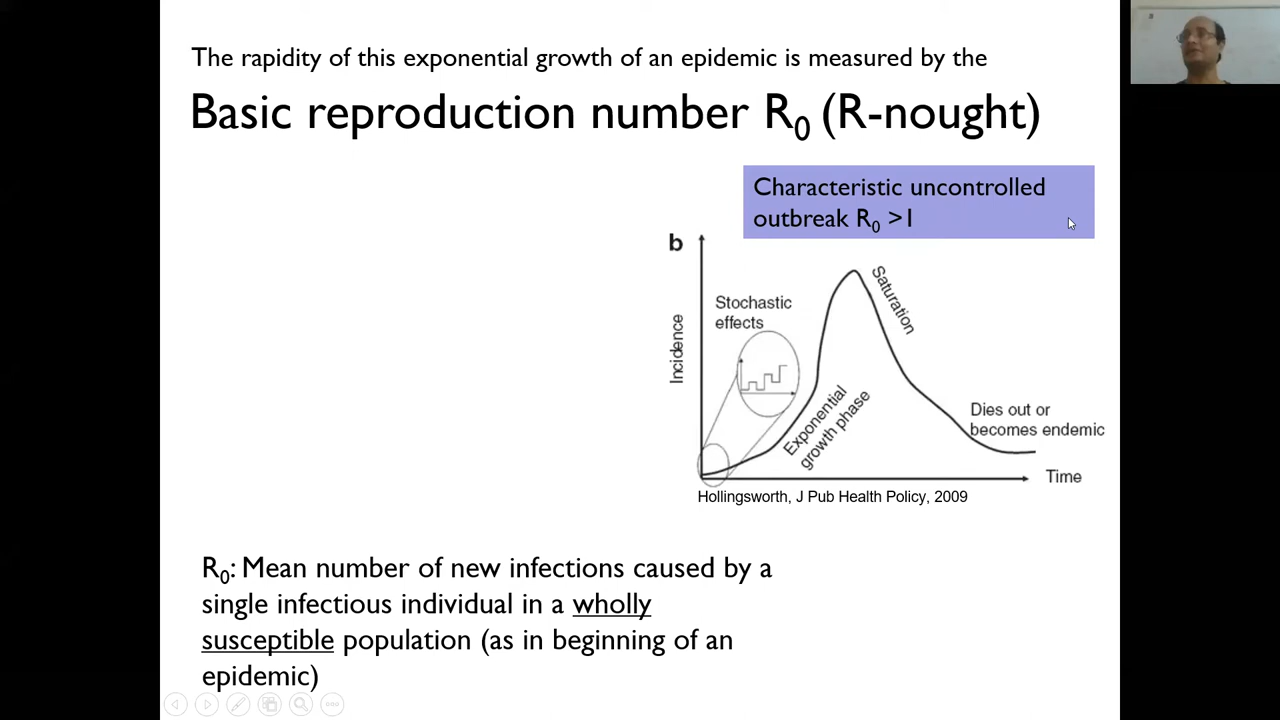 The rapidity of this exponential growth of an epidemic is measured by the
Basic reproduction number R0 (R-nought)
Characteristic uncontrolled
outbreak R0 >1
b
Stochastic
effects
Saturation
Incidence
Exponential
growth phase
Dies out or
becomes endemic
Time
Hollingsworth, J Pub Health Policy, 2009
R0: Mean number of new infections caused by a
single infectious individual in a wholly
susceptible population (as in beginning of an
epidemic)